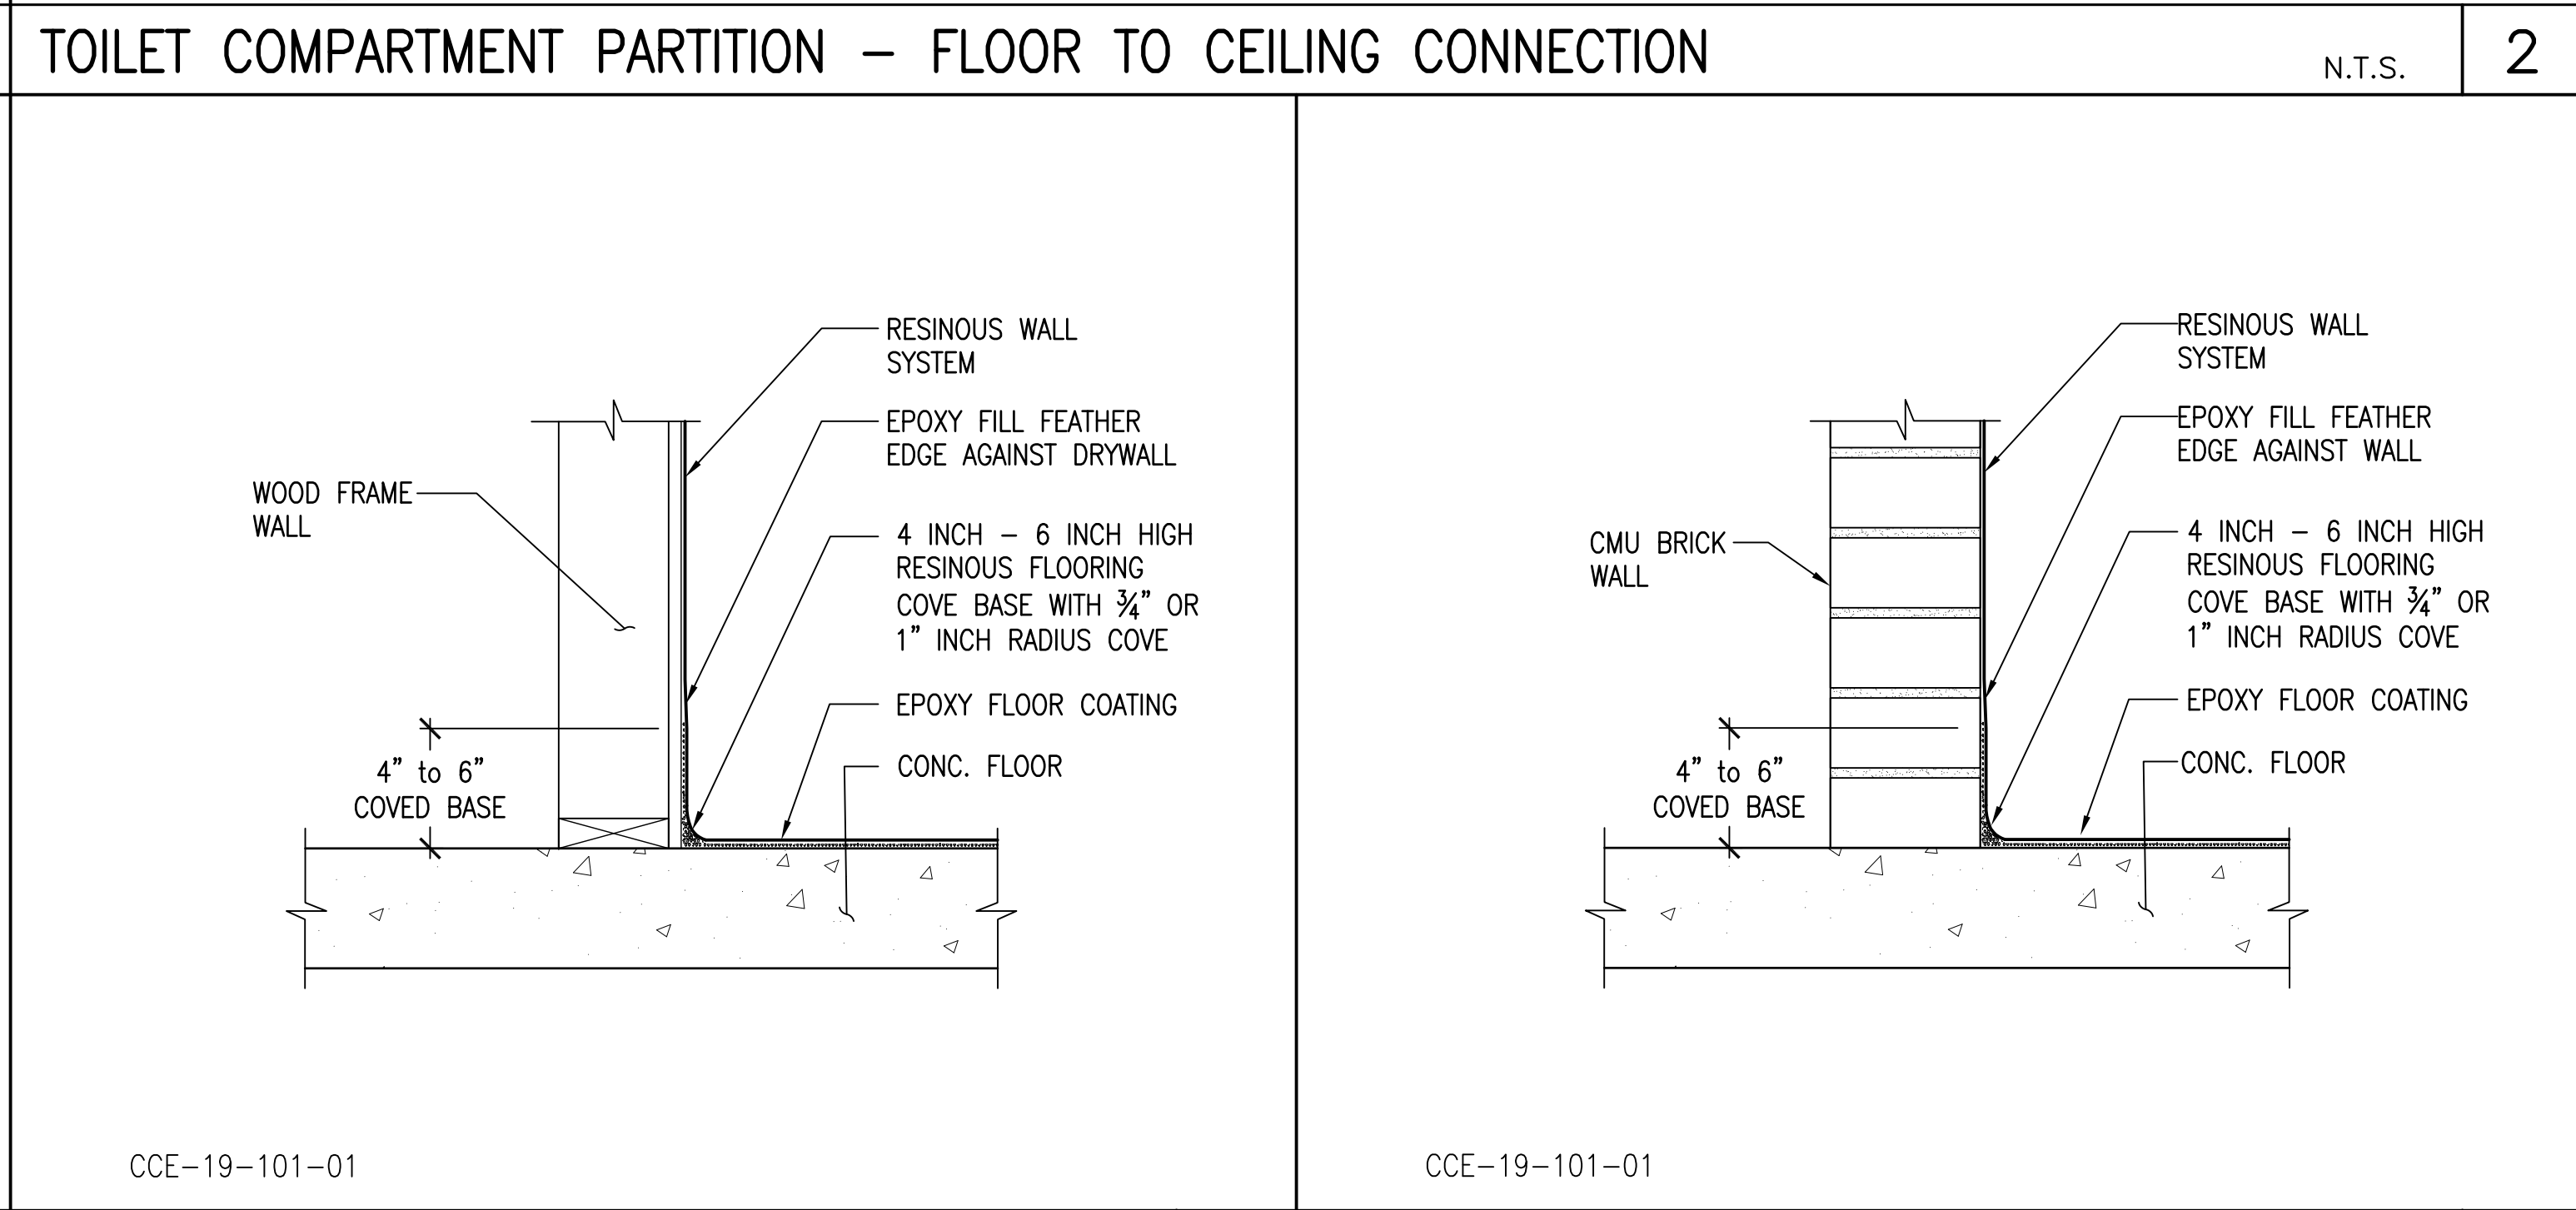 TOILET COMPARTMENT PARTITION – FLOOR TO CEILING CONNECTION
N.T.S.
2
RESINOUS WALL
SYSTEM
EPOXY FILL FEATHER
EDGE AGAINST DRYWALL
WOOD FRAME
WALL
4 INCH – 6 INCH HIGH
RESINOUS FLOORING
COVE BASE WITH ¾" OR
1" INCH RADIUS COVE
EPOXY FLOOR COATING
4" to 6"
COVED BASE
CONC. FLOOR
CCE-19-101-01
RESINOUS WALL
SYSTEM
EPOXY FILL FEATHER
EDGE AGAINST WALL
CMU BRICK
WALL
4 INCH – 6 INCH HIGH
RESINOUS FLOORING
COVE BASE WITH ¾" OR
1" INCH RADIUS COVE
EPOXY FLOOR COATING
4" to 6"
COVED BASE
CONC. FLOOR
CCE-19-101-01